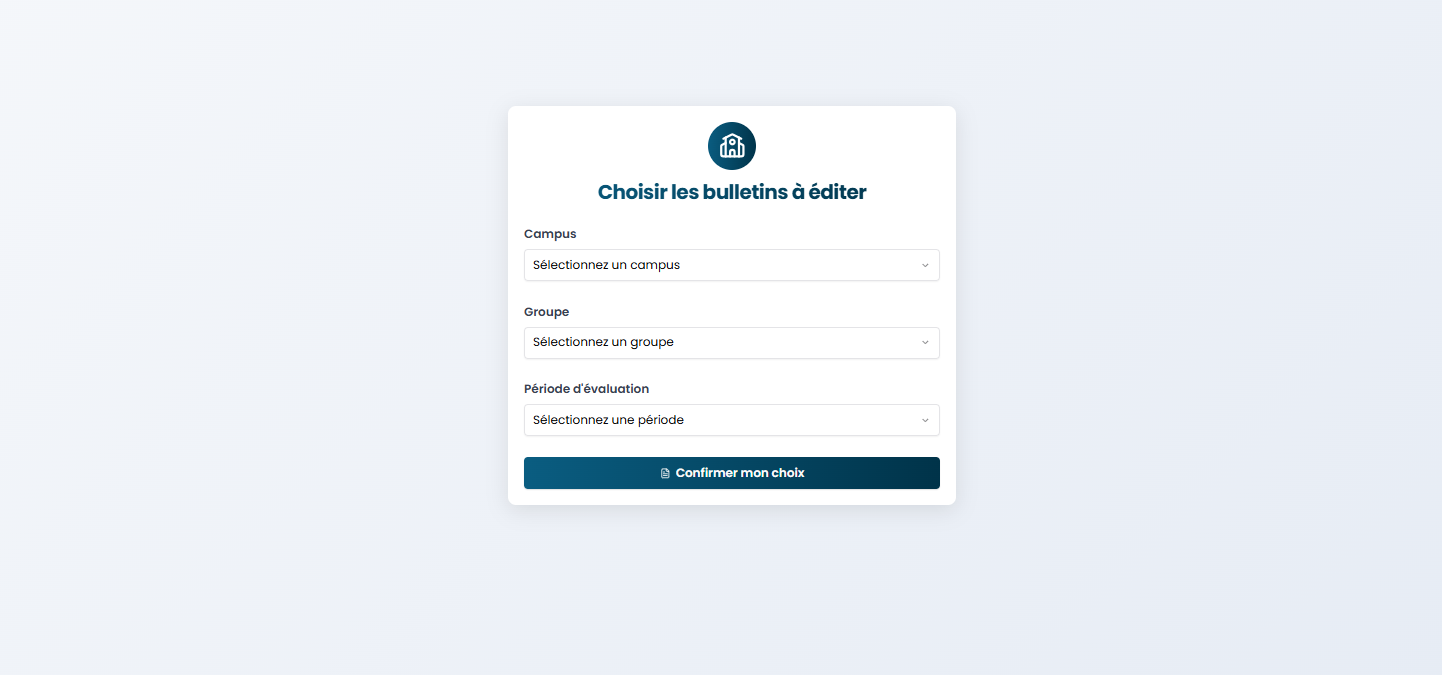 Choisir les bulletins à éditer
Campus
Sélectionnez un campus
Groupe
Sélectionnez un groupe
Période d'évaluation
Sélectionnez une période
Confirmer mon choix